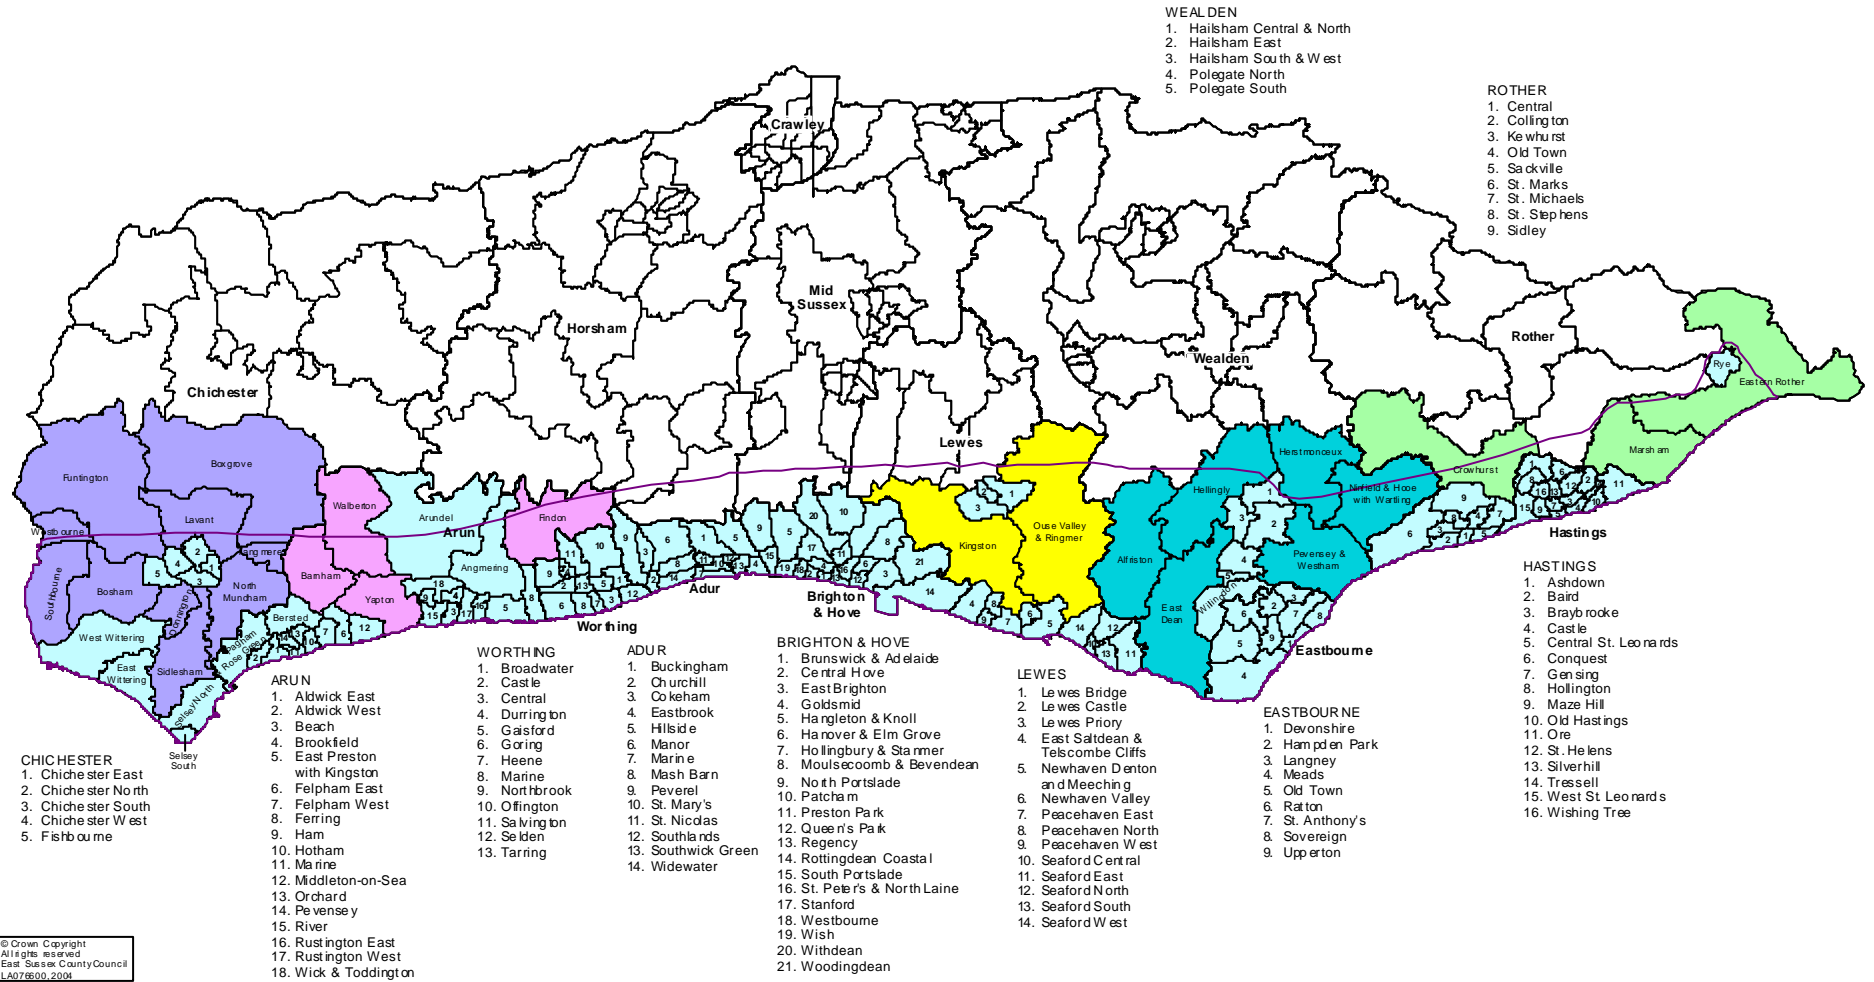 WEALDEN
1. Hailsham Central & North
2. Hailsham East
3. Hailsham South & West
4. Polegate North
5. Polegate South
ROTHER
1. Central
2. Collington
3. Kewhurst
4. Old Town
5. Sackville
6. St. Marks
7. St. Michaels
8. St. Stephens
9. Sidley
Crawley
Mid
Sussex
Horsham
Chichester
Wealden
Rother
Lewes
Arun
Worthing
Adur
Brighton
& Hove
Eastbourne
Hastings
Funtington
Boxgrove
Westbourne
Lavant
Langmere
Southbourne
Bosham
Donnington
North
Mundham
West Wittering
East
Wittering
Sidlesham
Selsey North
Selsey
South
Walberton
Barnham
Yapton
Bersted
Pagham
Rose Green
Arundel
Angmering
Findon
Kingston
Ouse Valley
& Ringmer
Alfriston
East
Dean
Hellingly
Herstmonceux
Ninfield & Hooe
with Wartling
Pevensey &
Westham
Willingdon
Crowhurst
Marsham
Eastern Rother
Rye
CHICHESTER
1. Chichester East
2. Chichester North
3. Chichester South
4. Chichester West
5. Fishbourne
ARUN
1. Aldwick East
2. Aldwick West
3. Beach
4. Brookfield
5. East Preston
with Kingston
6. Felpham East
7. Felpham West
8. Ferring
9. Ham
10. Hotham
11. Marine
12. Middleton-on-Sea
13. Orchard
14. Pevensey
15. River
16. Rustington East
17. Rustington West
18. Wick & Toddington
WORTHING
1. Broadwater
2. Castle
3. Central
4. Durrington
5. Gaisford
6. Goring
7. Heene
8. Marine
9. Northbrook
10. Offington
11. Salvington
12. Selden
13. Tarring
ADUR
1. Buckingham
2. Churchill
3. Cokeham
4. Eastbrook
5. Hillside
6. Manor
7. Marine
8. Mash Barn
9. Peverel
10. St. Mary's
11. St. Nicolas
12. Southlands
13. Southwick Green
14. Widewater
BRIGHTON & HOVE
1. Brunswick & Adelaide
2. Central Hove
3. East Brighton
4. Goldsmid
5. Hangleton & Knoll
6. Hanover & Elm Grove
7. Hollingbury & Stanmer
8. Moulsecoomb & Bevendean
9. North Portslade
10. Patcham
11. Preston Park
12. Queen's Park
13. Regency
14. Rottingdean Coastal
15. South Portslade
16. St. Peter's & North Laine
17. Stanford
18. Westbourne
19. Wish
20. Withdean
21. Woodingdean
LEWES
1. Lewes Bridge
2. Lewes Castle
3. Lewes Priory
4. East Saltdean &
Telscombe Cliffs
5. Newhaven Denton
and Meeching
6. Newhaven Valley
7. Peacehaven East
8. Peacehaven North
9. Peacehaven West
10. Seaford Central
11. Seaford East
12. Seaford North
13. Seaford South
14. Seaford West
EASTBOURNE
1. Devonshire
2. Hampden Park
3. Langney
4. Meads
5. Old Town
6. Ratton
7. St. Anthony's
8. Sovereign
9. Upperton
HASTINGS
1. Ashdown
2. Baird
3. Braybrooke
4. Castle
5. Central St. Leonards
6. Conquest
7. Gensing
8. Hollington
9. Maze Hill
10. Old Hastings
11. Ore
12. St. Helens
13. Silverhill
14. Tressell
15. West St. Leonards
16. Wishing Tree
© Crown Copyright
All rights reserved
East Sussex County Council
LA076600, 2004